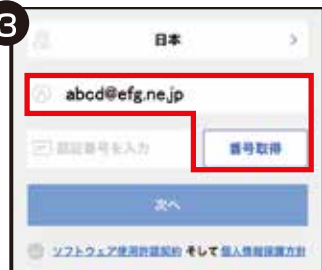 3
日本 >
abcd@efg.ne.jp
認証番号を入力 番号取得
次へ
ソフトウェア使用許諾契約 そして個人情報保護方針